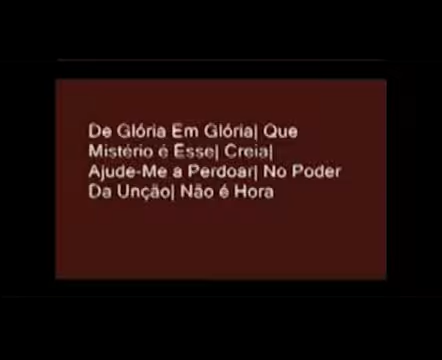 De Glória Em Glória| Que
Mistério é Esse| Creia|
Ajude-Me a Perdoar| No Poder
Da Unção| Não é Hora